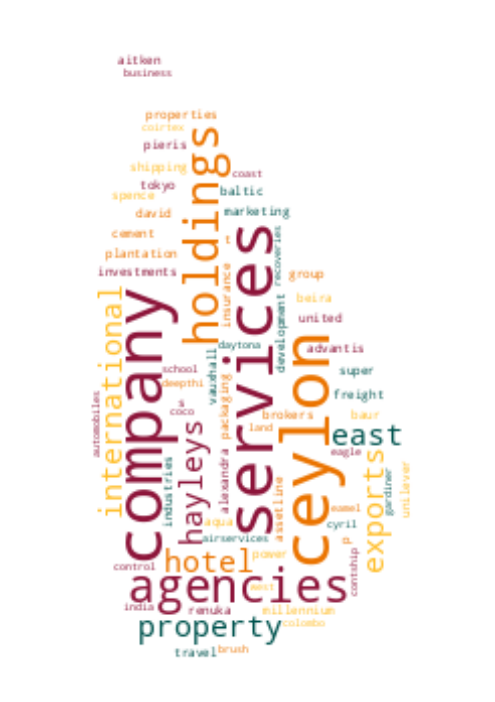 aitken
business
properties
coirtex
pieris
holdings
shipping
coast
tokyo
baltic
spence
david
marketing
services
recoveries
cement
t
plantation
investments
insurance
group
international
company
development
beira
united
ceylon
daytona
advantis
vauxhall
school
super
deepthi
packaging
automobiles
freight
s
coco
brokers
baur
hayleys
land
east
alexandra
eagle
exports
industries
gardiner
unilever
assetline
eamel
aqua
cyril
airservices
p
hotel
power
control
contship
agencies
west
india
renuka
millennium
property
colombo
travel
brush